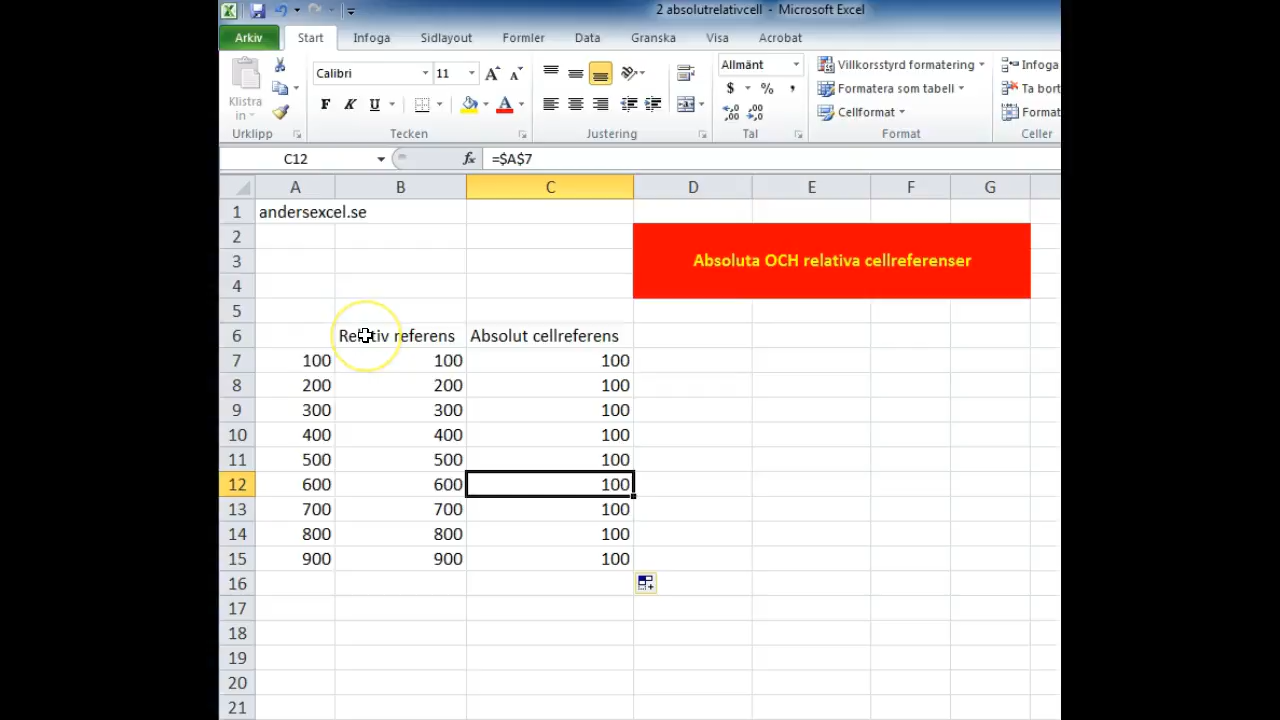 2 absolutrelativcell - Microsoft Excel
Arkiv Start Infoga Sidlayout Formler Data Granska Visa Acrobat
Klistra in
Urklipp
Calibri 11
F K U A
Tecken
Justering
Allmänt
$ % ,
Tal
Villkorsstyrd formatering
Formatera som tabell
Cellformat
Format
Infoga
Ta bort
Format
Celler
C12 fx =$A$7
A B C D E F G
1 andersexcel.se
2
3 Absoluta OCH relativa cellreferenser
4
5
6 Relativ referens Absolut cellreferens
7 100 100 100
8 200 200 100
9 300 300 100
10 400 400 100
11 500 500 100
12 600 600 100
13 700 700 100
14 800 800 100
15 900 900 100
16
17
18
19
20
21